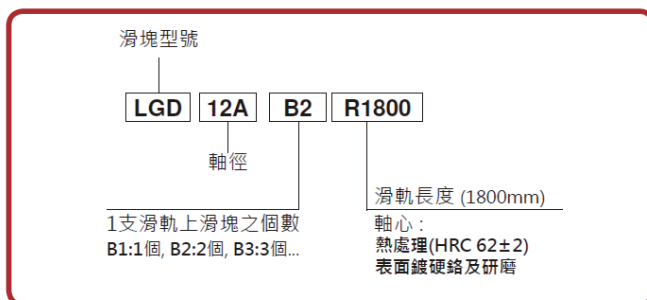 滑塊型號
LGD 12A B2 R1800
軸徑
滑軌長度 (1800mm)
1支滑軌上滑塊之個數
B1:1個, B2:2個, B3:3個...
軸心 :
熱處理(HRC 62±2)
表面鍍硬鉻及研磨